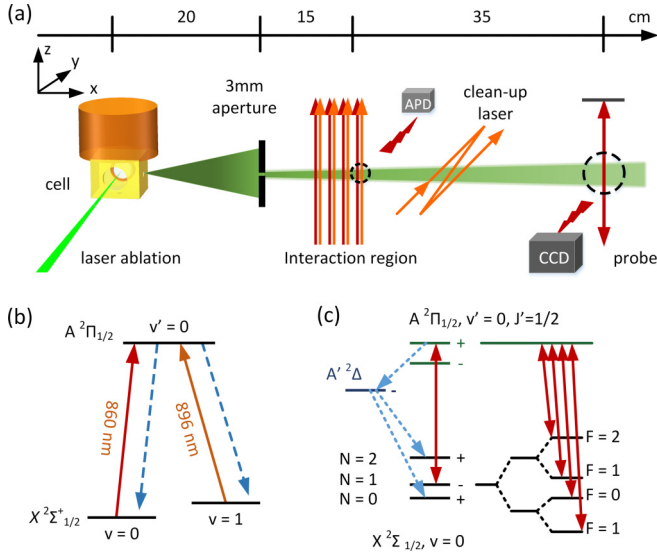 (a)
20
15
35
cm
z
y
x
3mm
aperture
APD
clean-up
laser
cell
laser ablation
Interaction region
CCD
probe
(b)
A ²Π₁/₂
v' = 0
860 nm
896 nm
X ²Σ⁺₁/₂
v = 0
v = 1
(c)
A ²Π₁/₂, v' = 0, J'=1/2
+
-
A' ²Δ
-
N = 2
+
N = 1
-
N = 0
+
F = 2
F = 1
F = 0
F = 1
X ²Σ ₁/₂, v = 0